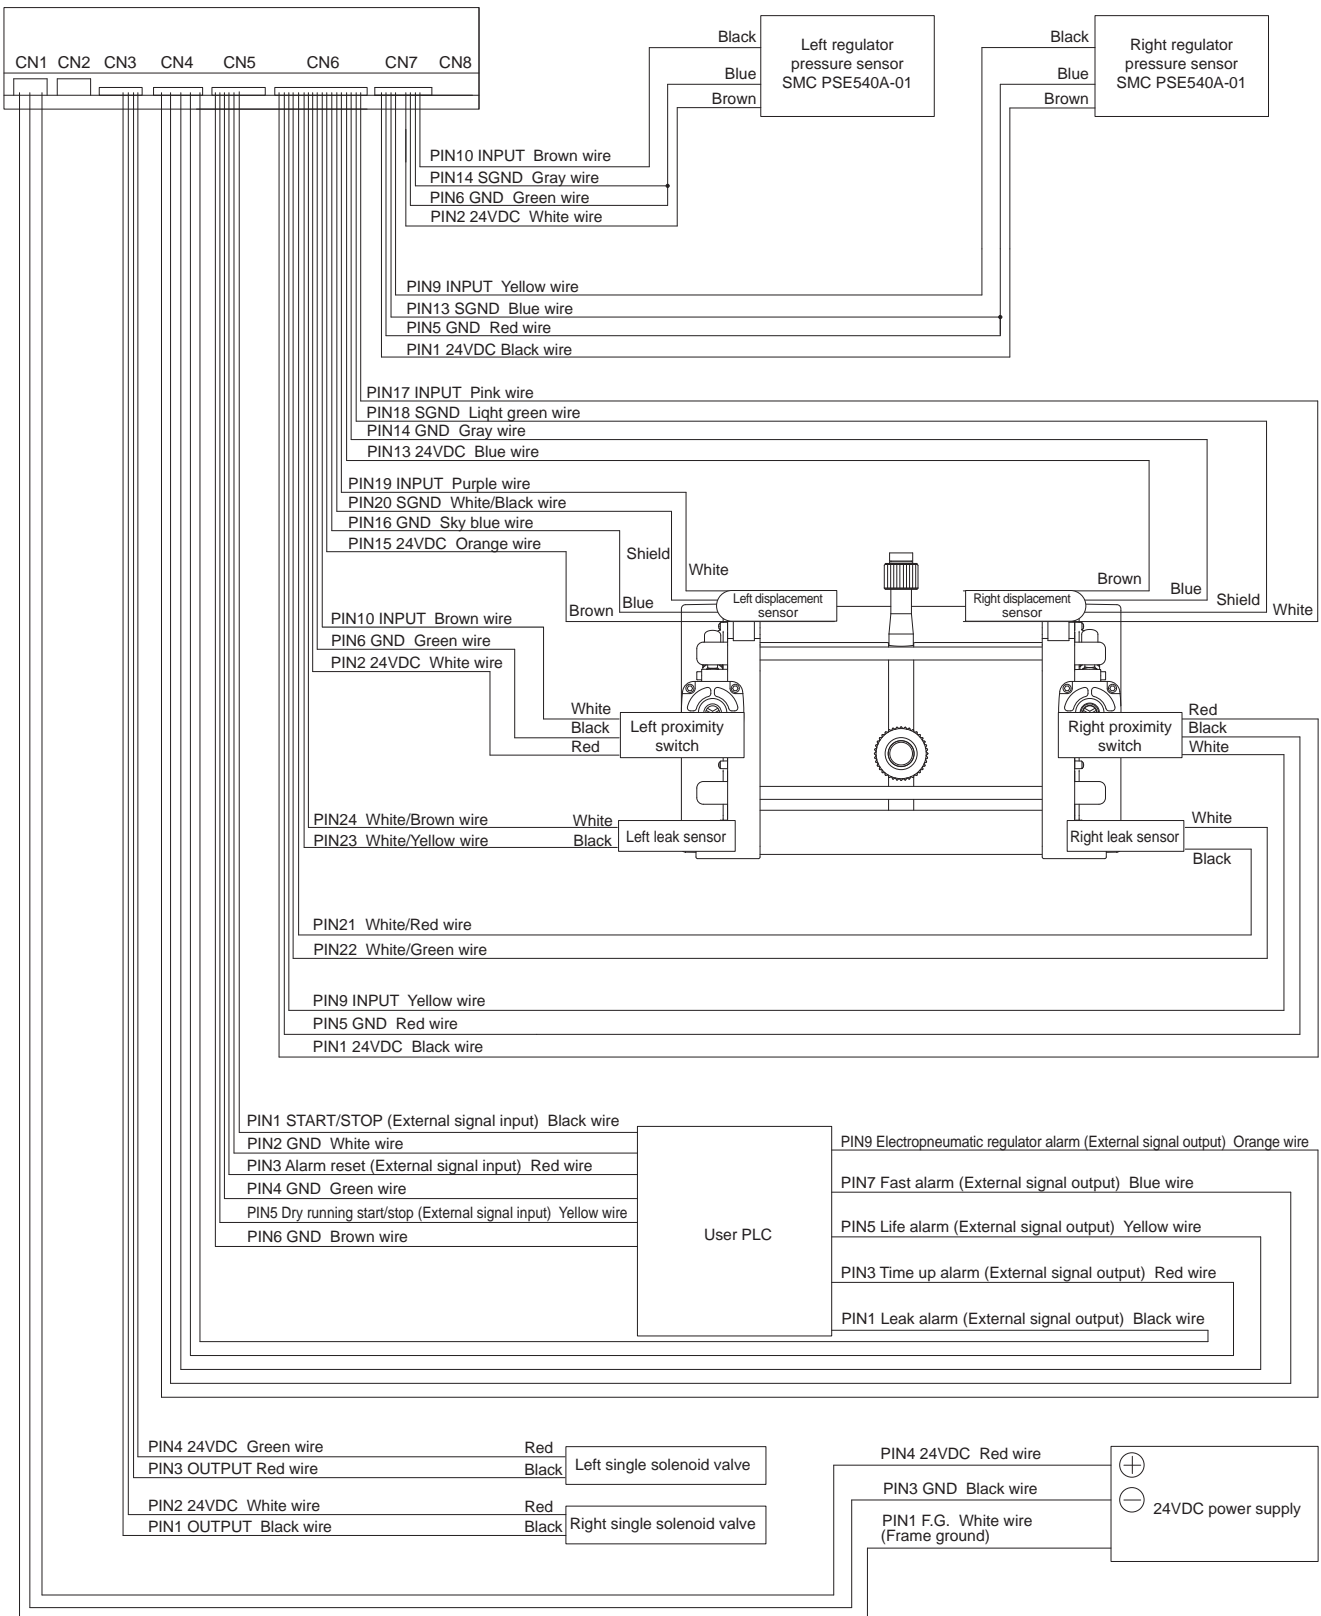 CN1 CN2 CN3 CN4 CN5 CN6 CN7 CN8
Black
Blue
Brown
Left regulator
pressure sensor
SMC PSE540A-01
Black
Blue
Brown
Right regulator
pressure sensor
SMC PSE540A-01
PIN10 INPUT Brown wire
PIN14 SGND Gray wire
PIN6 GND Green wire
PIN2 24VDC White wire
PIN9 INPUT Yellow wire
PIN13 SGND Blue wire
PIN5 GND Red wire
PIN1 24VDC Black wire
PIN17 INPUT Pink wire
PIN18 SGND Light green wire
PIN14 GND Gray wire
PIN13 24VDC Blue wire
PIN19 INPUT Purple wire
PIN20 SGND White/Black wire
PIN16 GND Sky blue wire
PIN15 24VDC Orange wire
Shield
White
Brown
Blue
Left displacement
sensor
Right displacement
sensor
Brown
Blue
Shield
White
PIN10 INPUT Brown wire
PIN6 GND Green wire
PIN2 24VDC White wire
White
Black
Red
Left proximity
switch
Right proximity
switch
Red
Black
White
PIN24 White/Brown wire
PIN23 White/Yellow wire
White
Black
Left leak sensor
Right leak sensor
White
Black
PIN21 White/Red wire
PIN22 White/Green wire
PIN9 INPUT Yellow wire
PIN5 GND Red wire
PIN1 24VDC Black wire
PIN1 START/STOP (External signal input) Black wire
PIN2 GND White wire
PIN3 Alarm reset (External signal input) Red wire
PIN4 GND Green wire
PIN5 Dry running start/stop (External signal input) Yellow wire
PIN6 GND Brown wire
User PLC
PIN9 Electropneumatic regulator alarm (External signal output) Orange wire
PIN7 Fast alarm (External signal output) Blue wire
PIN5 Life alarm (External signal output) Yellow wire
PIN3 Time up alarm (External signal output) Red wire
PIN1 Leak alarm (External signal output) Black wire
PIN4 24VDC Green wire
PIN3 OUTPUT Red wire
Red
Black
Left single solenoid valve
PIN2 24VDC White wire
PIN1 OUTPUT Black wire
Red
Black
Right single solenoid valve
PIN4 24VDC Red wire
PIN3 GND Black wire
PIN1 F.G. White wire
(Frame ground)
24VDC power supply